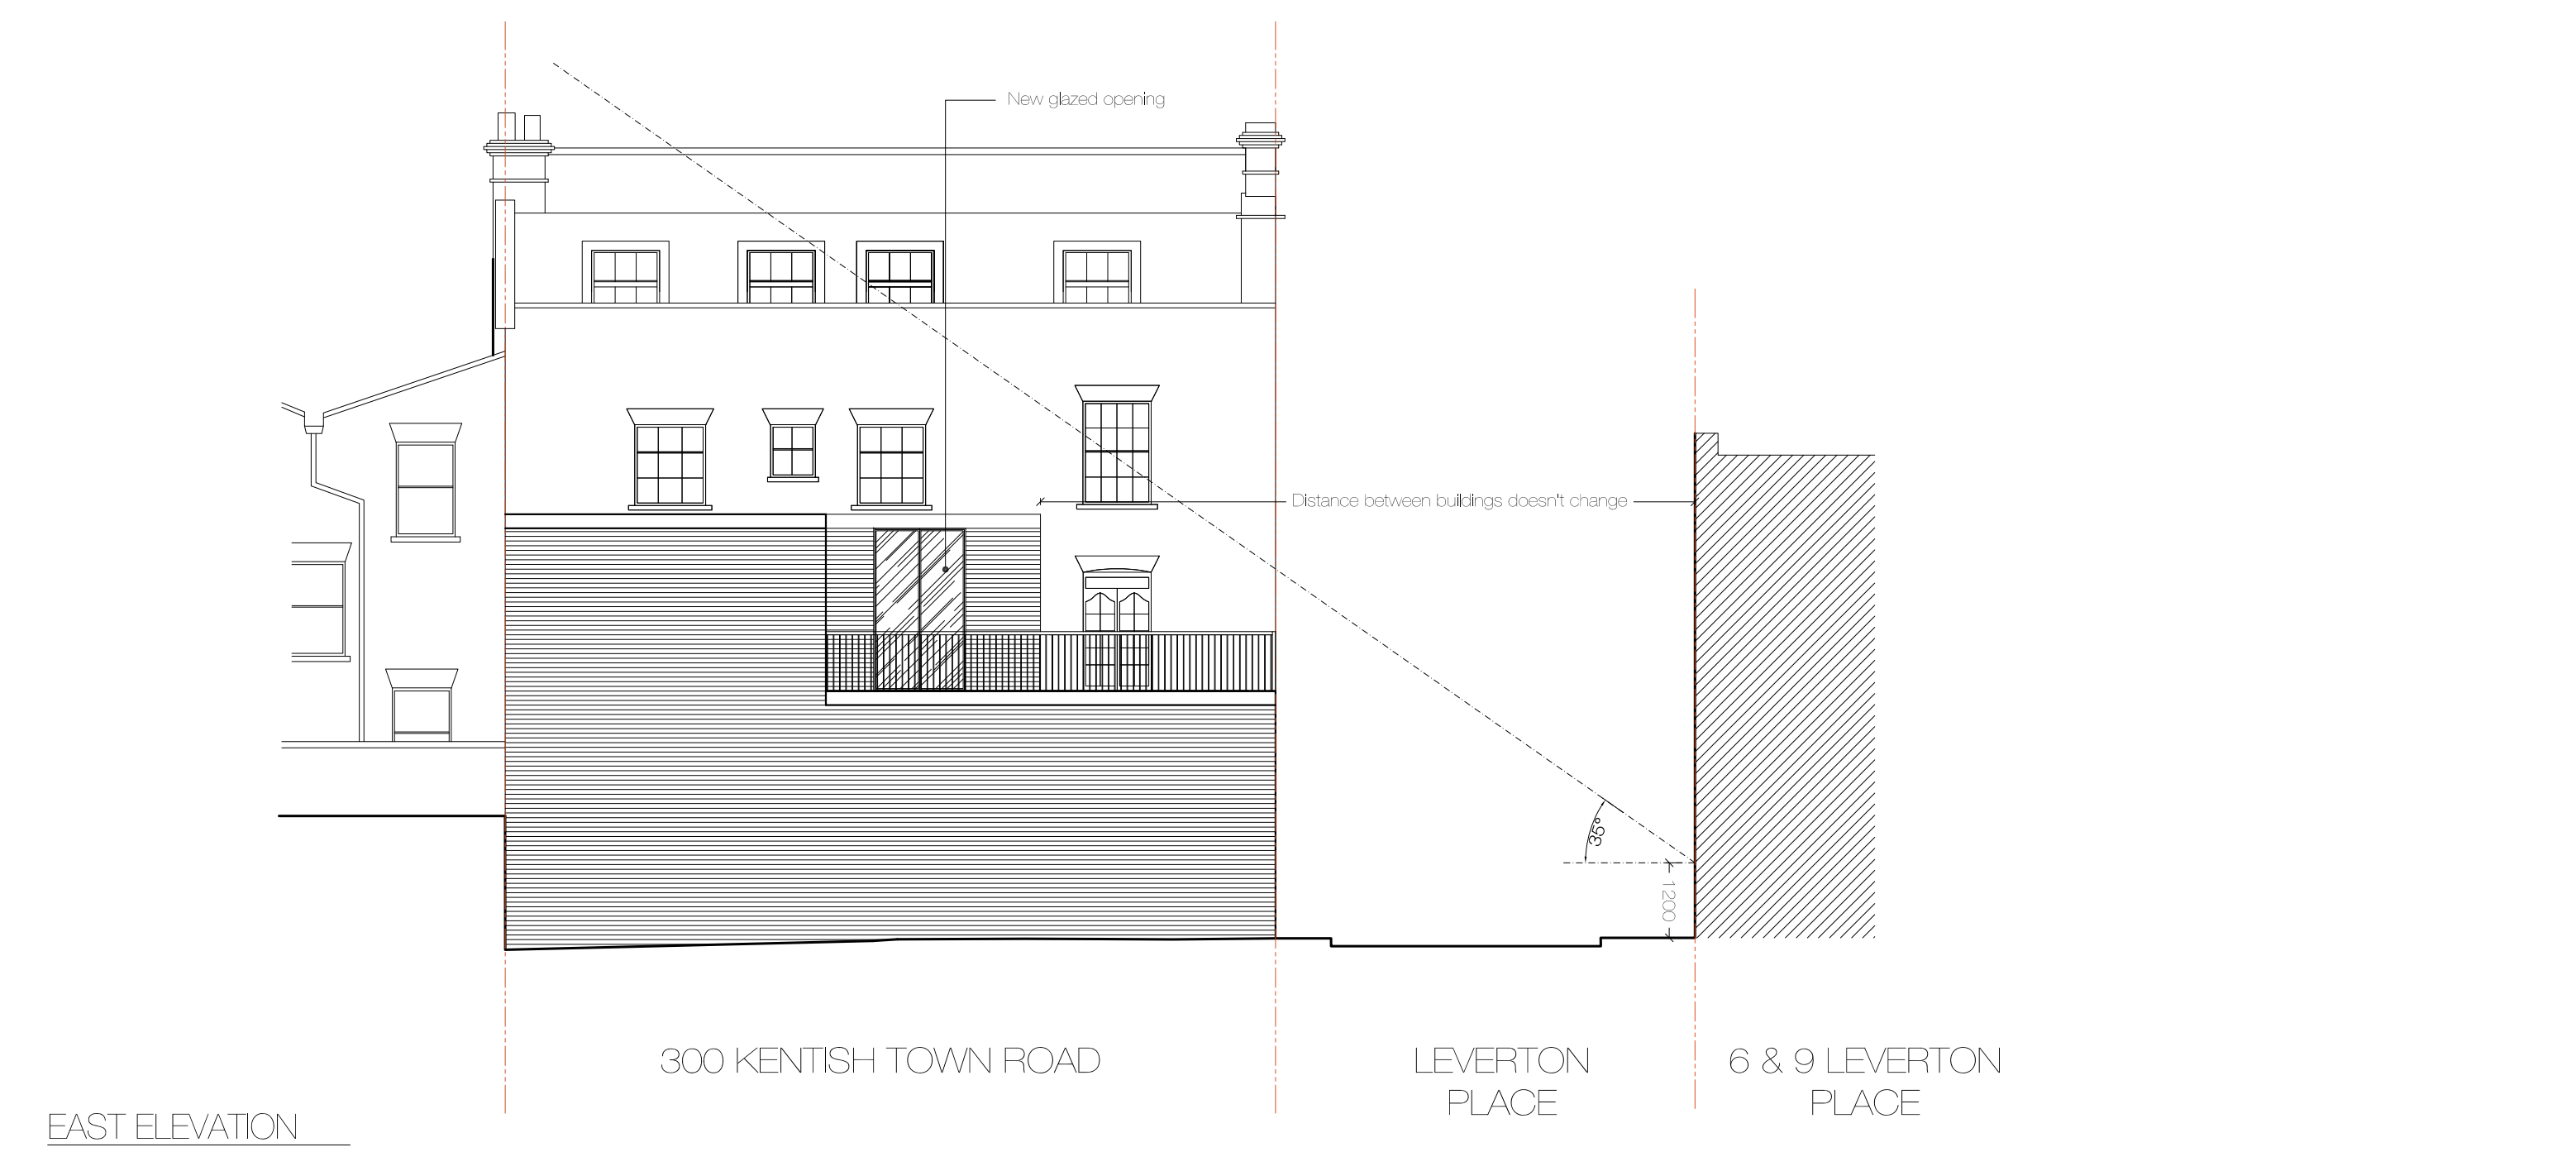 New glazed opening
Distance between buildings doesn't change
35°
1200
300 KENTISH TOWN ROAD
LEVERTON
PLACE
6 & 9 LEVERTON
PLACE
EAST ELEVATION